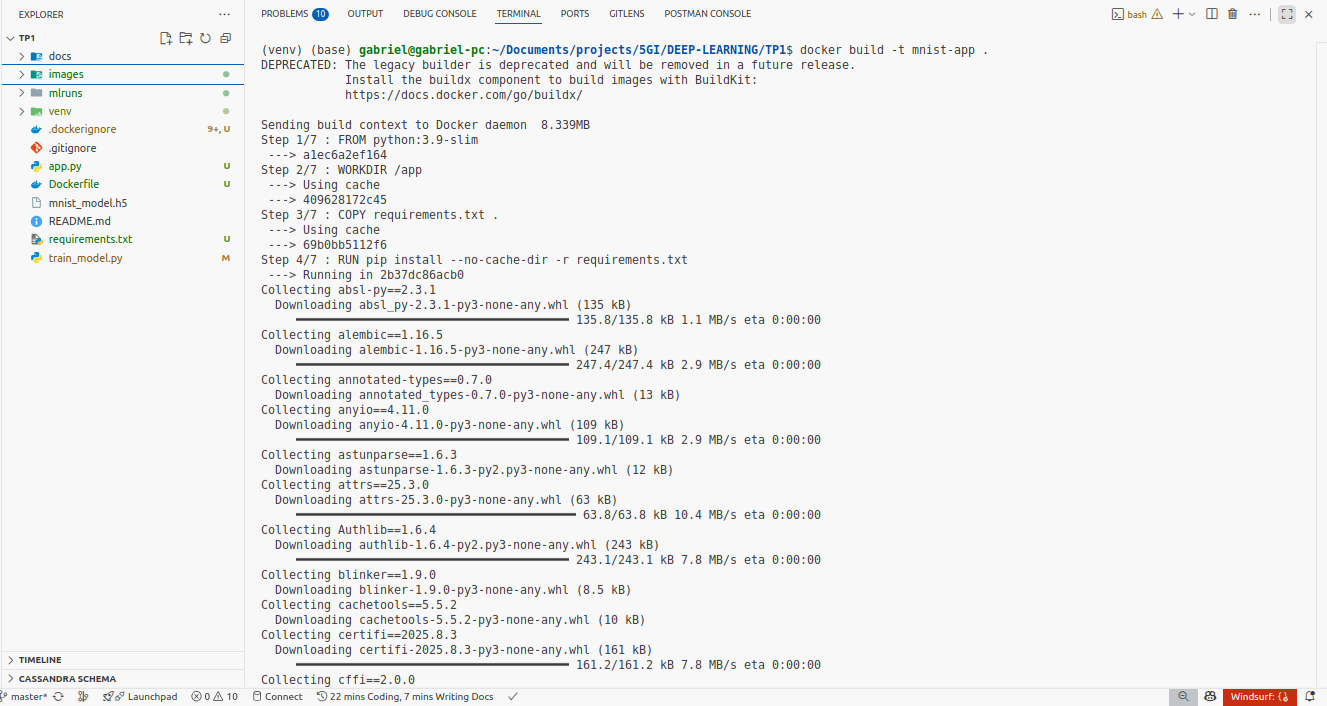 EXPLORER
···
TP1
docs
images
mlruns
venv
.dockerignore 9+, U
.gitignore
app.py U
Dockerfile U
mnist_model.h5
README.md
requirements.txt U
train_model.py M
TIMELINE
CASSANDRA SCHEMA
PROBLEMS 10 OUTPUT DEBUG CONSOLE TERMINAL PORTS GITLENS POSTMAN CONSOLE
bash
(venv) (base) gabriel@gabriel-pc:~/Documents/projects/5GI/DEEP-LEARNING/TP1$ docker build -t mnist-app .
DEPRECATED: The legacy builder is deprecated and will be removed in a future release.
Install the buildx component to build images with BuildKit:
https://docs.docker.com/go/buildx/
Sending build context to Docker daemon  8.339MB
Step 1/7 : FROM python:3.9-slim
---> a1ec6a2ef164
Step 2/7 : WORKDIR /app
---> Using cache
---> 409628172c45
Step 3/7 : COPY requirements.txt .
---> Using cache
---> 69b0bb5112f6
Step 4/7 : RUN pip install --no-cache-dir -r requirements.txt
---> Running in 2b37dc86acb0
Collecting absl-py==2.3.1
Downloading absl_py-2.3.1-py3-none-any.whl (135 kB)
135.8/135.8 kB 1.1 MB/s eta 0:00:00
Collecting alembic==1.16.5
Downloading alembic-1.16.5-py3-none-any.whl (247 kB)
247.4/247.4 kB 2.9 MB/s eta 0:00:00
Collecting annotated-types==0.7.0
Downloading annotated_types-0.7.0-py3-none-any.whl (13 kB)
Collecting anyio==4.11.0
Downloading anyio-4.11.0-py3-none-any.whl (109 kB)
109.1/109.1 kB 2.9 MB/s eta 0:00:00
Collecting astunparse==1.6.3
Downloading astunparse-1.6.3-py2.py3-none-any.whl (12 kB)
Collecting attrs==25.3.0
Downloading attrs-25.3.0-py3-none-any.whl (63 kB)
63.8/63.8 kB 10.4 MB/s eta 0:00:00
Collecting Authlib==1.6.4
Downloading authlib-1.6.4-py2.py3-none-any.whl (243 kB)
243.1/243.1 kB 7.8 MB/s eta 0:00:00
Collecting blinker==1.9.0
Downloading blinker-1.9.0-py3-none-any.whl (8.5 kB)
Collecting cachetools==5.5.2
Downloading cachetools-5.5.2-py3-none-any.whl (10 kB)
Collecting certifi==2025.8.3
Downloading certifi-2025.8.3-py3-none-any.whl (161 kB)
161.2/161.2 kB 7.8 MB/s eta 0:00:00
Collecting cffi==2.0.0
master* Launchpad 0 10 Connect 22 mins Coding, 7 mins Writing Docs Windsurf: {}